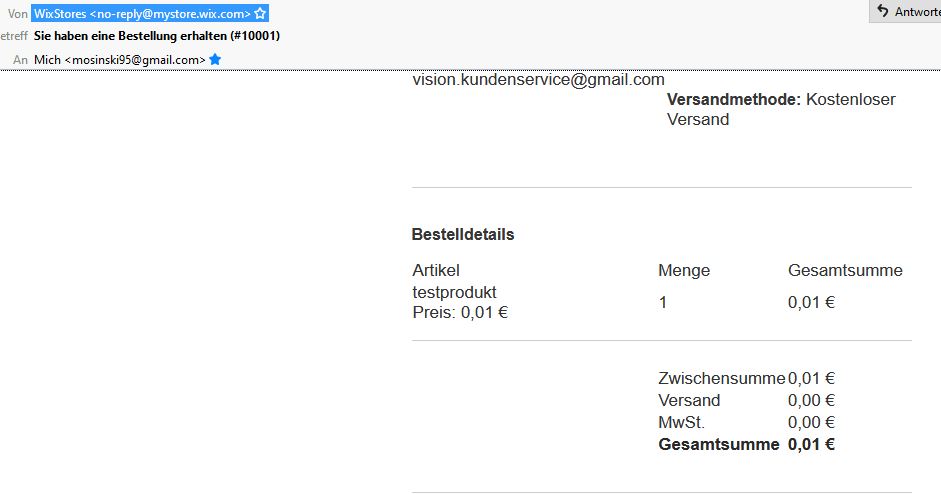 Von WixStores <no-reply@mystore.wix.com>
Antworte
etreff Sie haben eine Bestellung erhalten (#10001)
An Mich <mosinski95@gmail.com>
vision.kundenservice@gmail.com
Versandmethode: Kostenloser
Versand
Bestelldetails
Artikel Menge Gesamtsumme
testprodukt
Preis: 0,01 € 1 0,01 €
Zwischensumme 0,01 €
Versand 0,00 €
MwSt. 0,00 €
Gesamtsumme 0,01 €